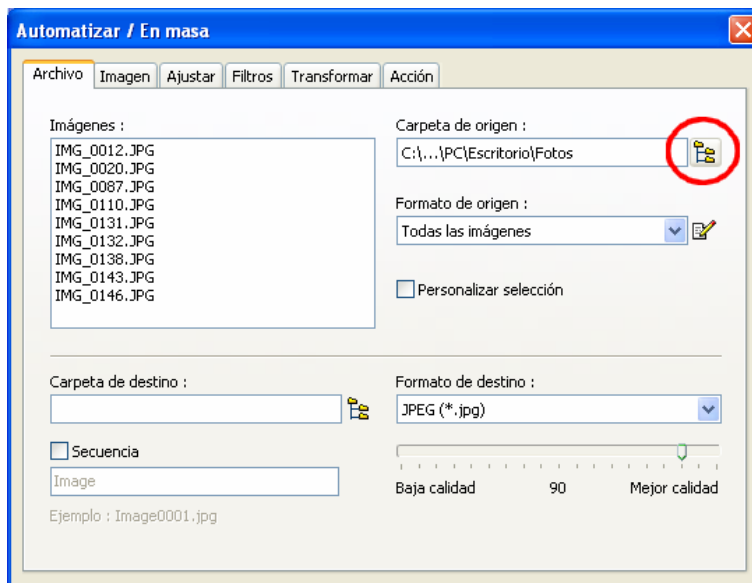 Automatizar / En masa
Archivo Imagen Ajustar Filtros Transformar Acción
Imágenes :
IMG_0012.JPG
IMG_0020.JPG
IMG_0087.JPG
IMG_0110.JPG
IMG_0131.JPG
IMG_0132.JPG
IMG_0138.JPG
IMG_0143.JPG
IMG_0146.JPG
Carpeta de origen :
C:\...\PC\Escritorio\Fotos
Formato de origen :
Todas las imágenes
Personalizar selección
Carpeta de destino :
Secuencia
Image
Ejemplo : Image0001.jpg
Formato de destino :
JPEG (*.jpg)
Baja calidad 90 Mejor calidad